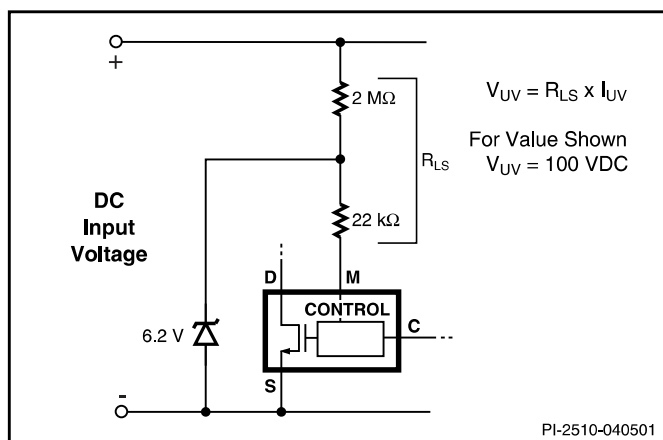 +
2 MΩ
V_UV = R_LS x I_UV
For Value Shown
V_UV = 100 VDC
R_LS
DC
Input
Voltage
22 kΩ
D
M
CONTROL
C
6.2 V
S
-
PI-2510-040501